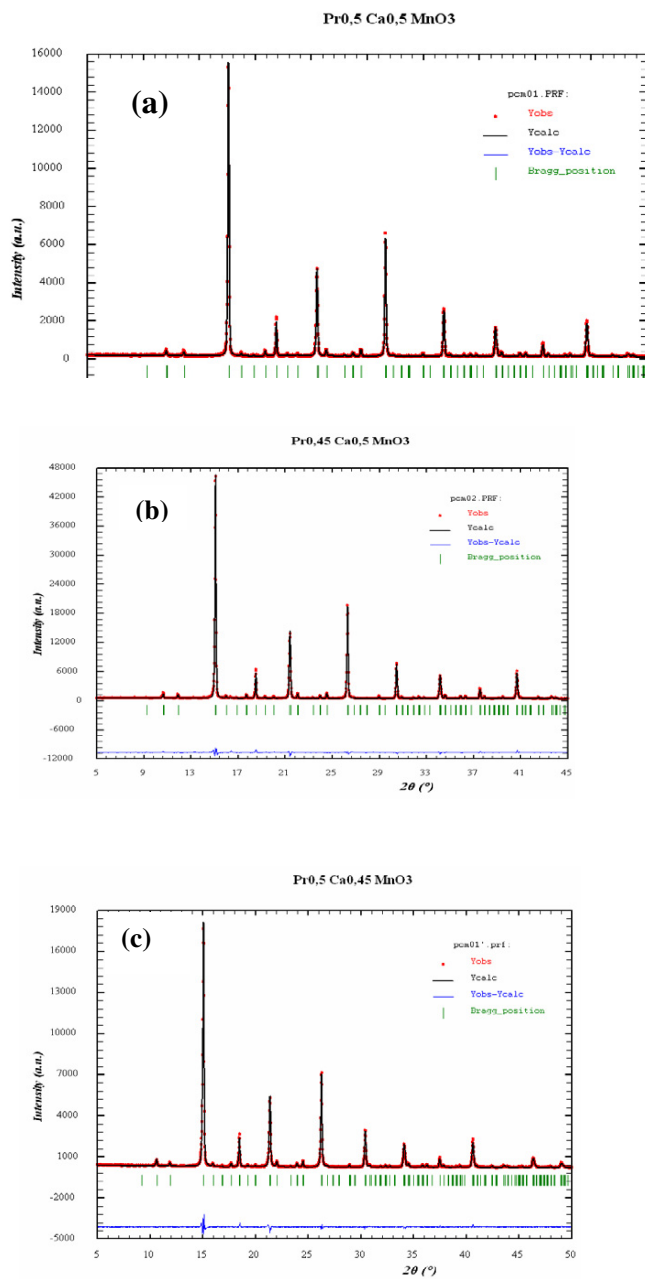 Pr0,5 Ca0,5 MnO3
16000
14000
12000
10000
8000
6000
4000
2000
0
Intensity (a.u.)
(a)
pcm01.PRF:
Yobs
Ycalc
Yobs-Ycalc
Bragg_position
Pr0,45 Ca0,5 MnO3
48000
42000
36000
30000
24000
18000
12000
6000
0
-6000
-12000
Intensity (a.u.)
(b)
pcm02.PRF:
Yobs
Ycalc
Yobs-Ycalc
Bragg_position
5 9 13 17 21 25 29 33 37 41 45
2θ (°)
Pr0,5 Ca0,45 MnO3
19000
16000
13000
10000
7000
4000
1000
-2000
-5000
Intensity (a.u.)
(c)
pcm01'.prf:
Yobs
Ycalc
Yobs-Ycalc
Bragg_position
5 10 15 20 25 30 35 40 45 50
2θ (°)